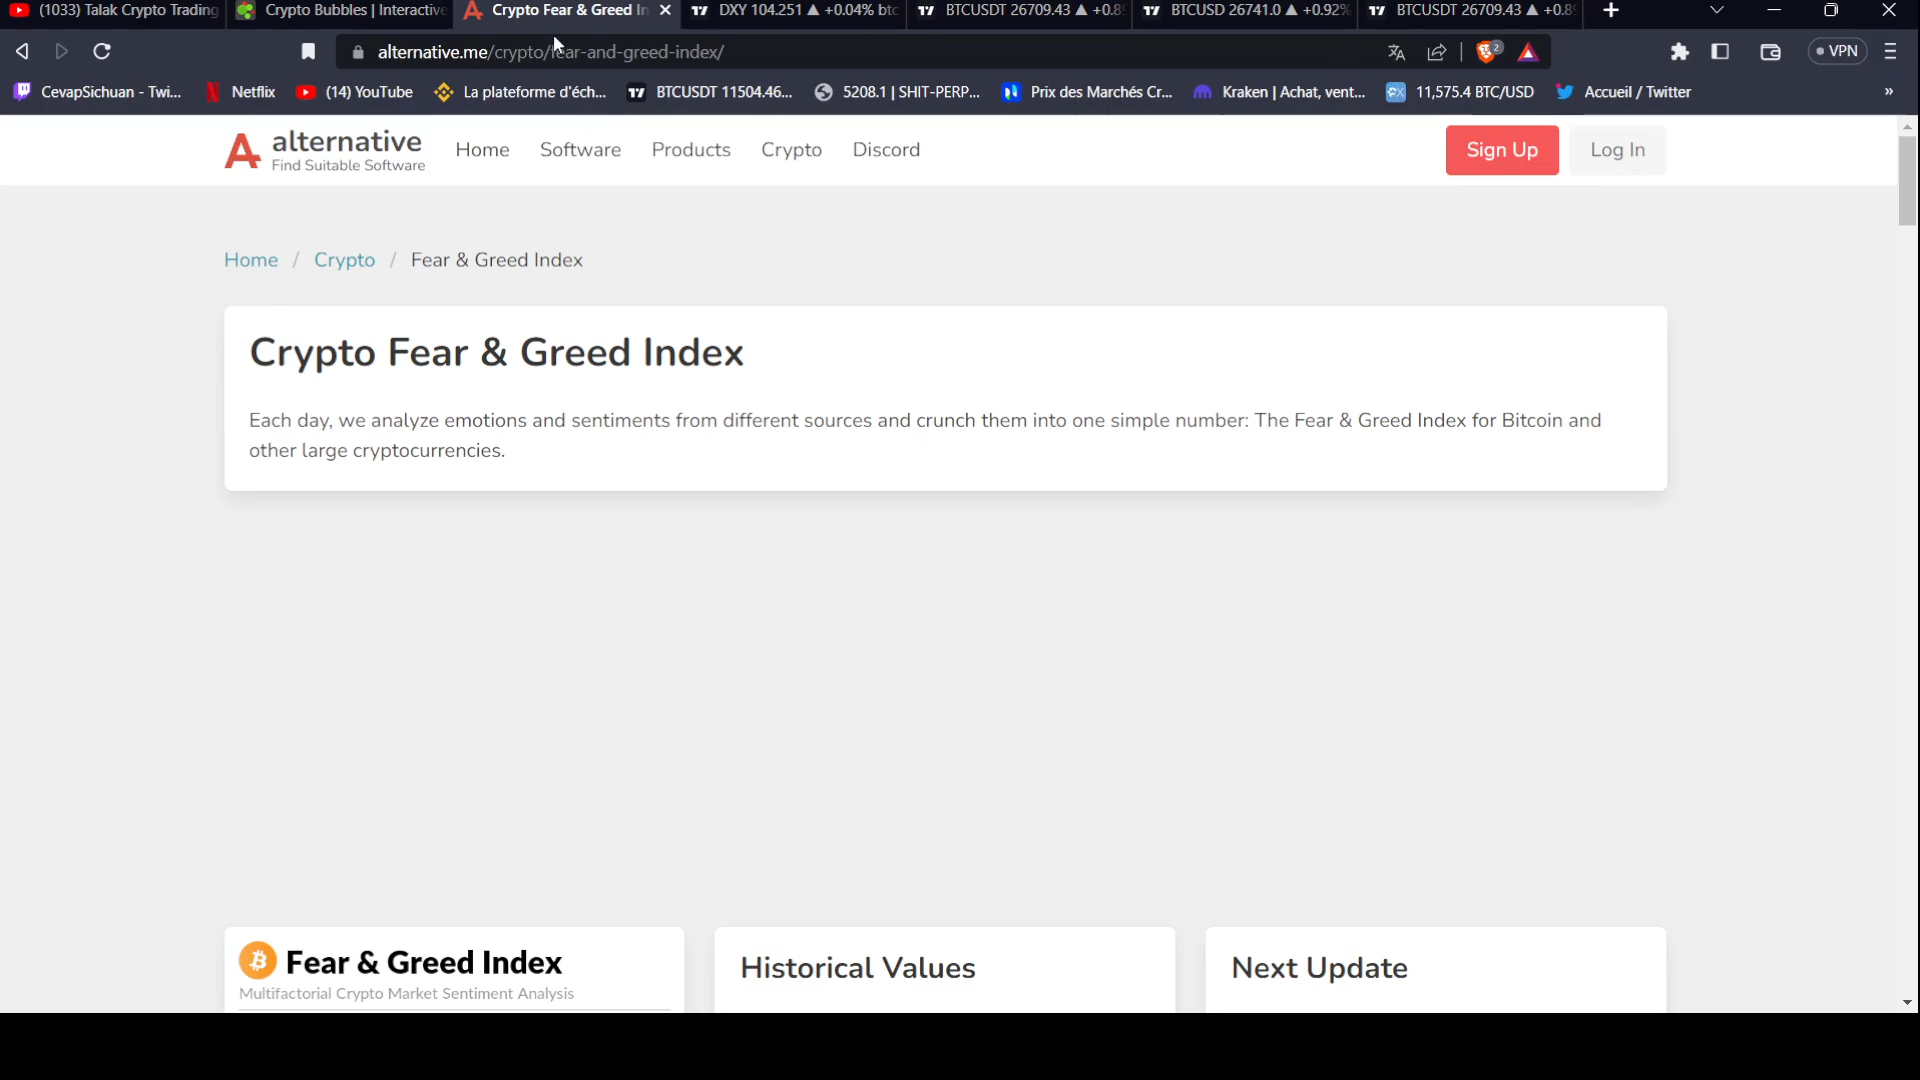 (1033) Talak Crypto Trading
Crypto Bubbles | Interactive
Crypto Fear & Greed In
DXY 104.251 ▲ +0.04% btc
BTCUSDT 26709.43 ▲ +0.89
BTCUSD 26741.0 ▲ +0.92%
BTCUSDT 26709.43 ▲ +0.89
alternative.me/crypto/fear-and-greed-index/
2
VPN
CevapSichuan - Twi...
Netflix
(14) YouTube
La plateforme d'éch...
BTCUSDT 11504.46...
5208.1 | SHIT-PERP...
Prix des Marchés Cr...
Kraken | Achat, vent...
11,575.4 BTC/USD
Accueil / Twitter
»
alternative
Find Suitable Software
Home
Software
Products
Crypto
Discord
Sign Up
Log In
Home / Crypto / Fear & Greed Index
Crypto Fear & Greed Index
Each day, we analyze emotions and sentiments from different sources and crunch them into one simple number: The Fear & Greed Index for Bitcoin and
other large cryptocurrencies.
Fear & Greed Index
Multifactorial Crypto Market Sentiment Analysis
Historical Values
Next Update